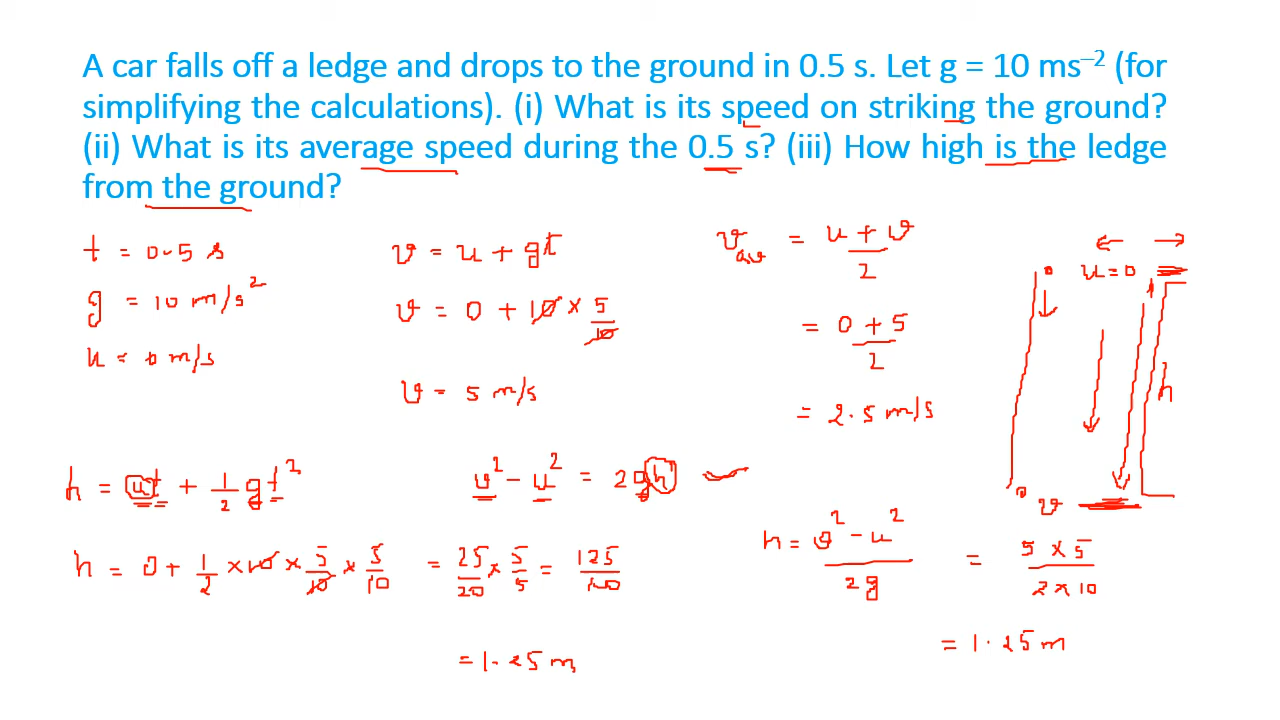 A car falls off a ledge and drops to the ground in 0.5 s. Let g = 10 ms⁻² (for
simplifying the calculations). (i) What is its speed on striking the ground?
(ii) What is its average speed during the 0.5 s? (iii) How high is the ledge
from the ground?
t = 0.5 s
g = 10 m/s²
u = 0 m/s
v = u + gt
v = 0 + 10 × 5/10
v = 5 m/s
v_av = (u + v)/2
= (0 + 5)/2
= 2.5 m/s
u = 0
h
v
h = ut + 1/2 gt²
h = 0 + 1/2 × 10 × 5/10 × 5/10 = 25/20 × 5/5 = 125/100
= 1.25 m
v² - u² = 2gh
h = (v² - u²)/2g = (5 × 5)/(2 × 10)
= 1.25 m